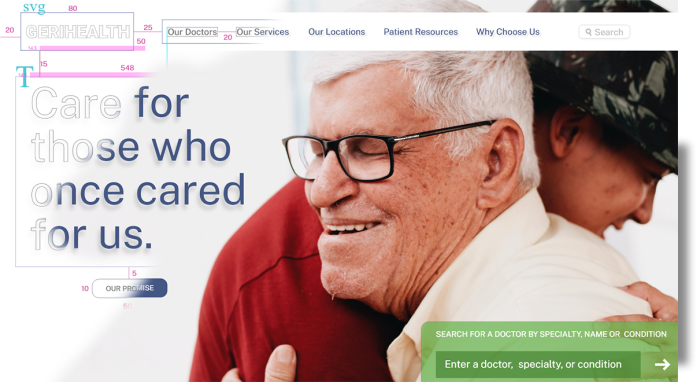 svg
80
20
GERIHEALTH
25
Our Doctors
20
Our Services
Our Locations
Patient Resources
Why Choose Us
Search
50
15
T
548
Care for
those who
once cared
for us.
5
10
OUR PROMISE
SEARCH FOR A DOCTOR BY SPECIALTY, NAME OR CONDITION
Enter a doctor, specialty, or condition